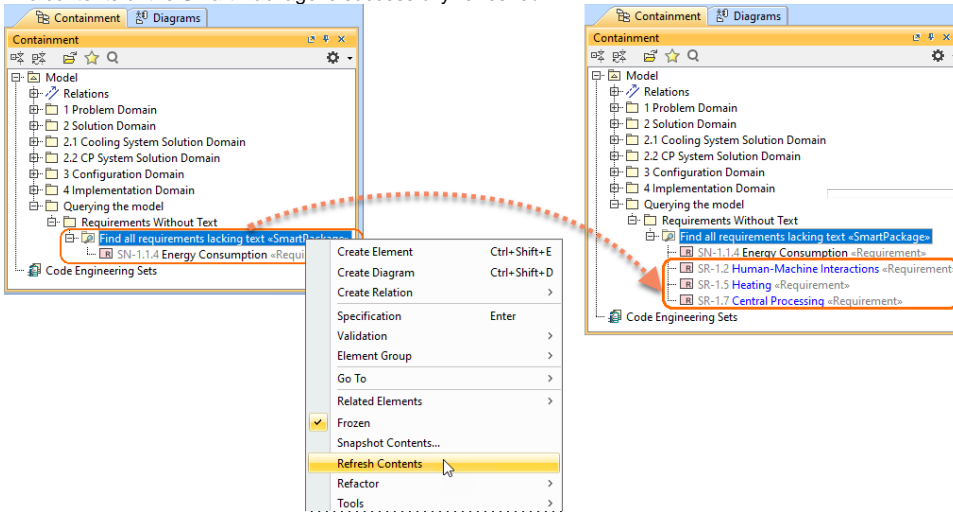 Containment Diagrams
Containment
Model
Relations
1 Problem Domain
2 Solution Domain
2.1 Cooling System Solution Domain
2.2 CP System Solution Domain
3 Configuration Domain
4 Implementation Domain
Querying the model
Requirements Without Text
Find all requirements lacking text «SmartPackage»
SN-1.1.4 Energy Consumption «Requi
Code Engineering Sets
Create Element Ctrl+Shift+E
Create Diagram Ctrl+Shift+D
Create Relation
Specification Enter
Validation
Element Group
Go To
Related Elements
Frozen
Snapshot Contents...
Refresh Contents
Refactor
Tools
Containment Diagrams
Containment
Model
Relations
1 Problem Domain
2 Solution Domain
2.1 Cooling System Solution Domain
2.2 CP System Solution Domain
3 Configuration Domain
4 Implementation Domain
Querying the model
Requirements Without Text
Find all requirements lacking text «SmartPackage»
SN-1.1.4 Energy Consumption «Requirement»
SR-1.2 Human-Machine Interactions «Requirement»
SR-1.5 Heating «Requirement»
SR-1.7 Central Processing «Requirement»
Code Engineering Sets